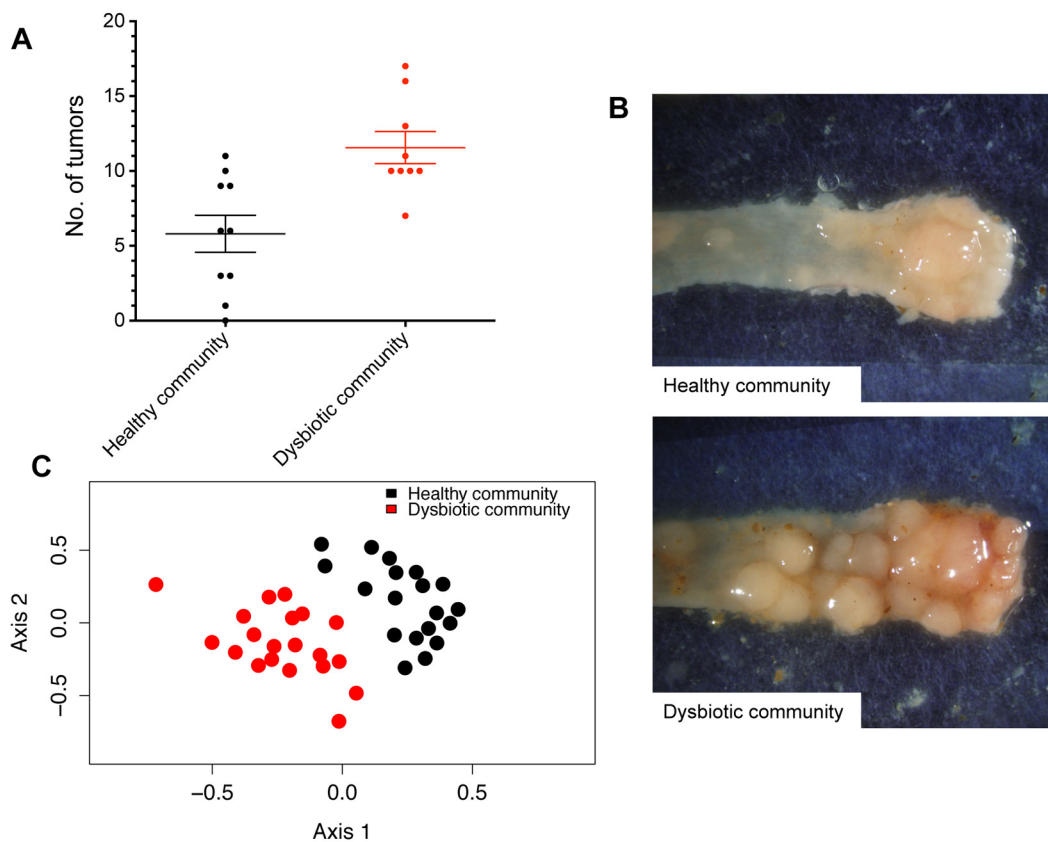 A
No. of tumors
20
15
10
5
0
Healthy community
Dysbiotic community
B
Healthy community
Dysbiotic community
C
Healthy community
Dysbiotic community
Axis 2
0.5
0.0
−0.5
−0.5
0.0
0.5
Axis 1